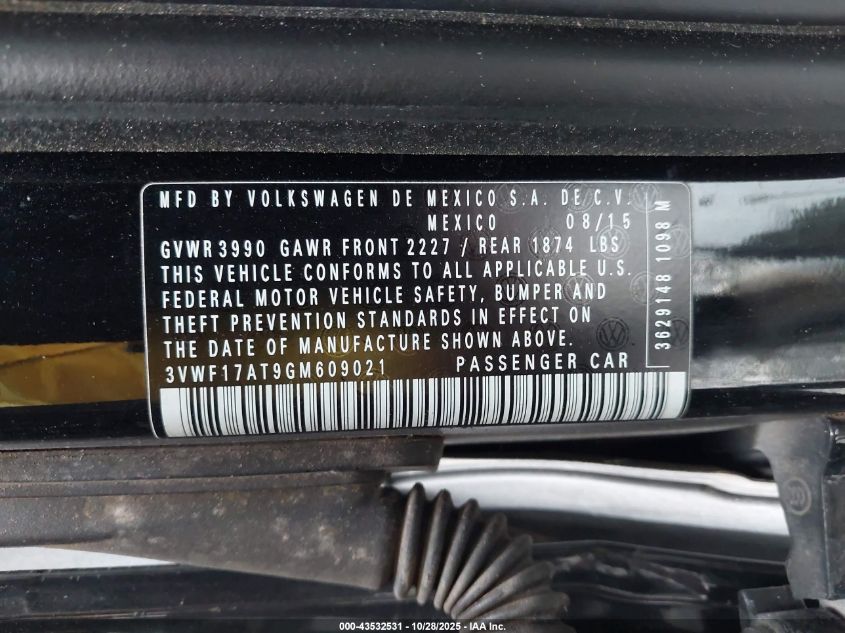 MFD BY VOLKSWAGEN DE MEXICO S.A. DE C.V.
MEXICO 08/15
GVWR 3990 GAWR FRONT 2227 / REAR 1874 LBS
THIS VEHICLE CONFORMS TO ALL APPLICABLE U.S.
FEDERAL MOTOR VEHICLE SAFETY, BUMPER AND
THEFT PREVENTION STANDARDS IN EFFECT ON
THE DATE OF MANUFACTURE SHOWN ABOVE.
3VWF17AT9GM609021 PASSENGER CAR
3629148 1098 M
000-43532531 - 10/28/2025 - IAA Inc.